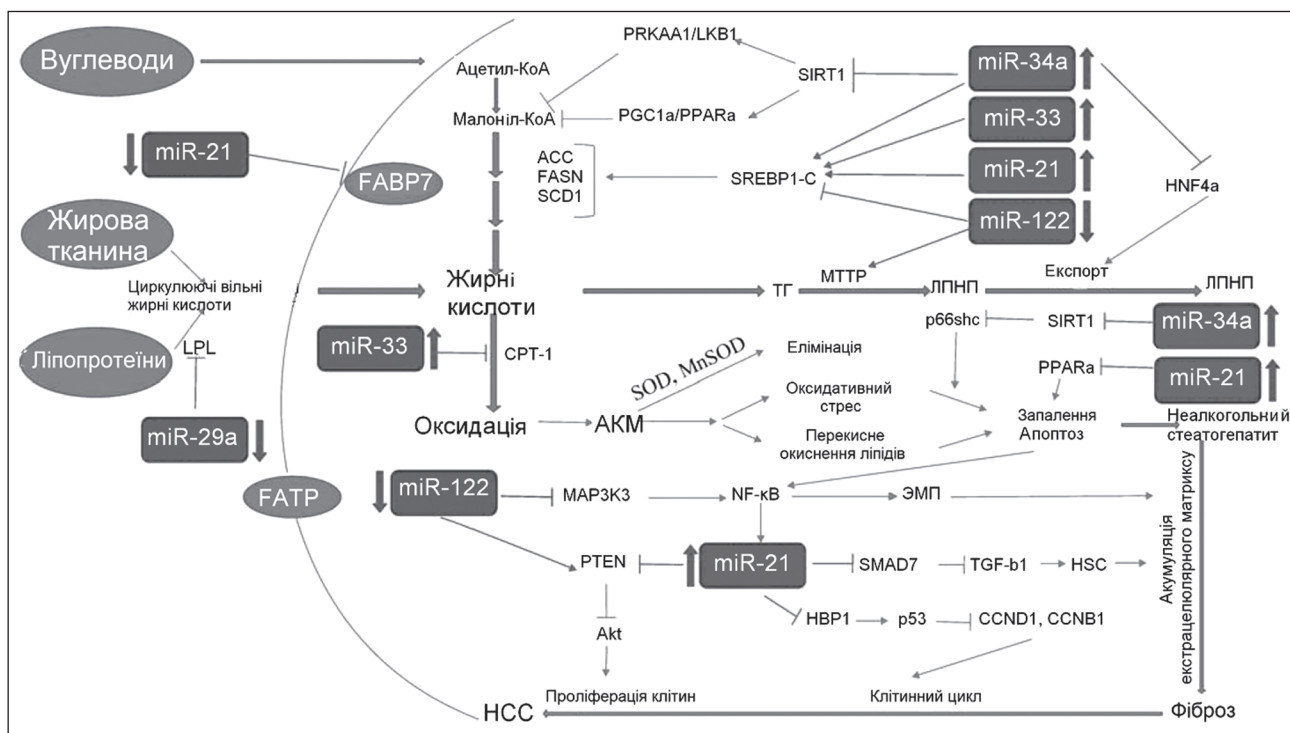 PRKAA1/LKB1
Вуглеводи
Ацетил-КоА
SIRT1
miR-34a
Малоніл-КоА
PGC1a/PPARa
miR-33
miR-21
FABP7
ACC
FASN
SCD1
SREBP1-C
miR-21
HNF4a
miR-122
Жирова
тканина
Циркулюючі вільні
жирні кислоти
Жирні
кислоти
ТГ
МТТР
ЛПНП
Експорт
ЛПНП
Ліпопротеїни
LPL
miR-33
CPT-1
p66shc
SIRT1
miR-34a
SOD, MnSOD
Елімінація
PPARa
miR-21
miR-29a
Оксидація
АКМ
Оксидативний
стрес
Перекисне
окиснення ліпідів
Запалення
Апоптоз
Неалкогольний
стеатогепатит
FATP
miR-122
MAP3K3
NF-κB
ЭМП
PTEN
miR-21
SMAD7
TGF-b1
HSC
Акумуляція
екстрацелюлярного матриксу
HBP1
p53
CCND1, CCNB1
Akt
Проліферація клітин
Клітинний цикл
НСС
Фіброз